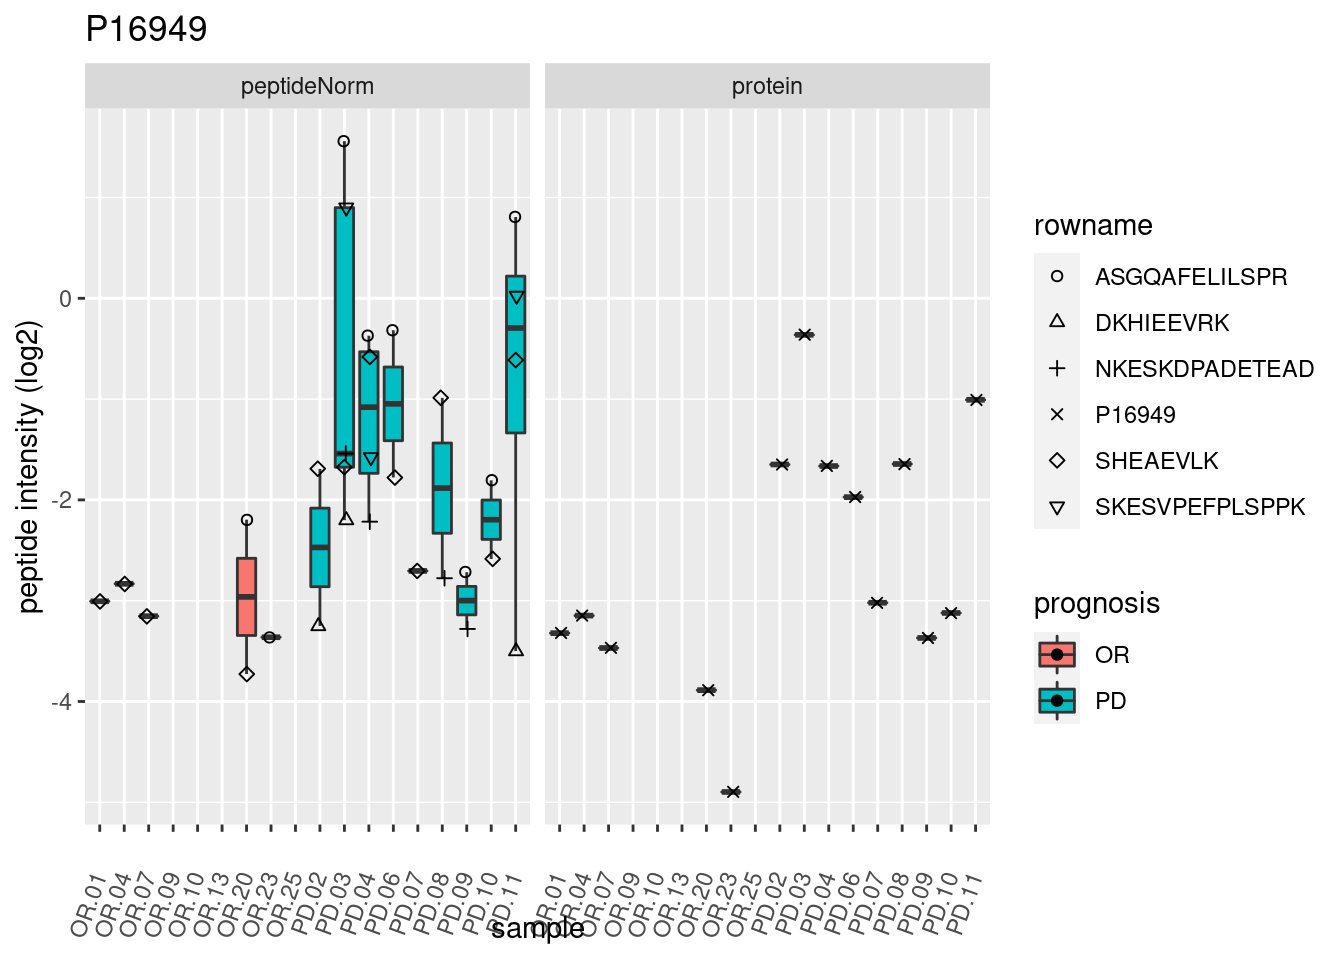 P16949
peptideNorm
protein
peptide intensity (log2)
0
-2
-4
OR.01
OR.04
OR.07
OR.09
OR.10
OR.13
OR.20
OR.23
OR.25
PD.02
PD.03
PD.04
PD.06
PD.07
PD.08
PD.09
PD.10
PD.11
OR.01
OR.04
OR.07
OR.09
OR.10
OR.13
OR.20
OR.23
OR.25
PD.02
PD.03
PD.04
PD.06
PD.07
PD.08
PD.09
PD.10
PD.11
sample
rowname
ASGQAFELILSPR
DKHIEEVRK
NKESKDPADETEAD
P16949
SHEAEVLK
SKESVPEFPLSPPK
prognosis
OR
PD